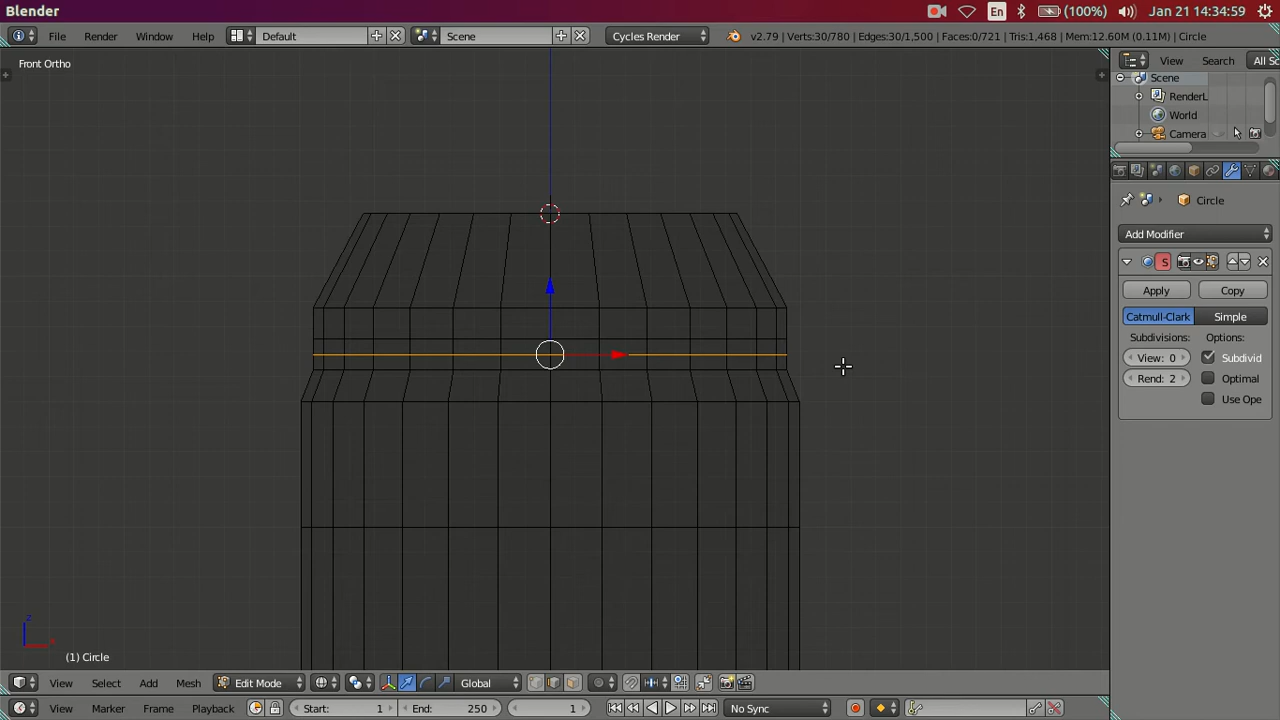 Blender
En
(100%)
Jan 21 14:34:59
File Render Window Help
Default
Scene
Cycles Render
v2.79 | Verts:30/780 | Edges:30/1,500 | Faces:0/721 | Tris:1,468 | Mem:12.60M (0.11M) | Circle
Front Ortho
View Search All Sc
Scene
RenderL
World
Camera
Circle
Add Modifier
S
Apply Copy
Catmull-Clark Simple
Subdivisions: Options:
View: 0 Subdivid
Rend: 2 Optimal
Use Ope
z
x
(1) Circle
View Select Add Mesh
Edit Mode
Global
View Marker Frame Playback
Start: 1
End: 250
1
No Sync